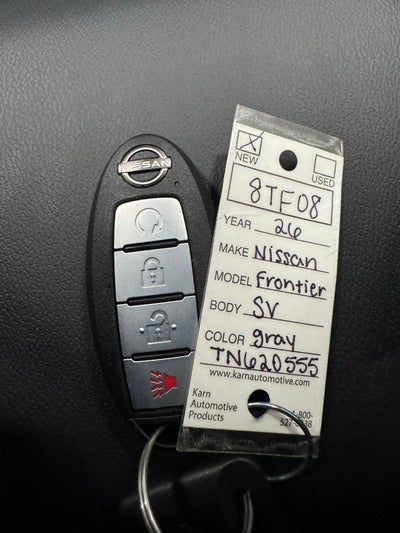 NISSAN
NEW
USED
8TF08
YEAR 26
MAKE Nissan
MODEL Frontier
BODY SV
COLOR gray
TN620555
www.karnautomotive.com
Karn
Automotive
Products